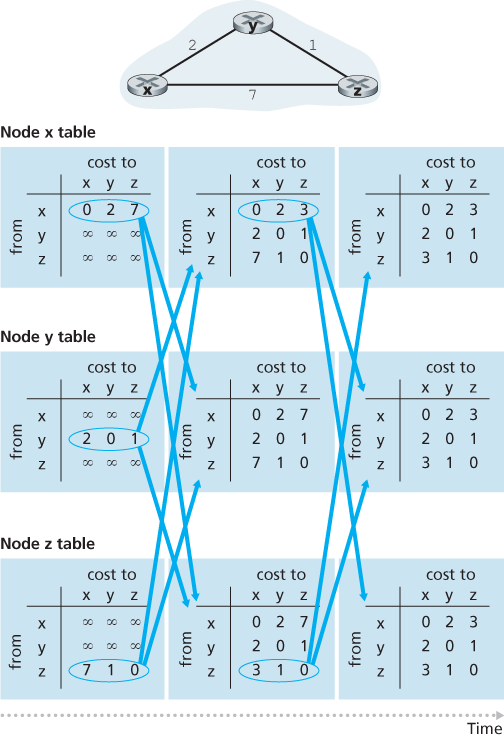 y
2 1
x z
7
Node x table
cost to cost to cost to
x y z x y z x y z
from x 0 2 7 from x 0 2 3 from x 0 2 3
y ∞ ∞ ∞ y 2 0 1 y 2 0 1
z ∞ ∞ ∞ z 7 1 0 z 3 1 0
Node y table
cost to cost to cost to
x y z x y z x y z
from x ∞ ∞ ∞ from x 0 2 7 from x 0 2 3
y 2 0 1 y 2 0 1 y 2 0 1
z ∞ ∞ ∞ z 7 1 0 z 3 1 0
Node z table
cost to cost to cost to
x y z x y z x y z
from x ∞ ∞ ∞ from x 0 2 7 from x 0 2 3
y ∞ ∞ ∞ y 2 0 1 y 2 0 1
z 7 1 0 z 3 1 0 z 3 1 0
Time